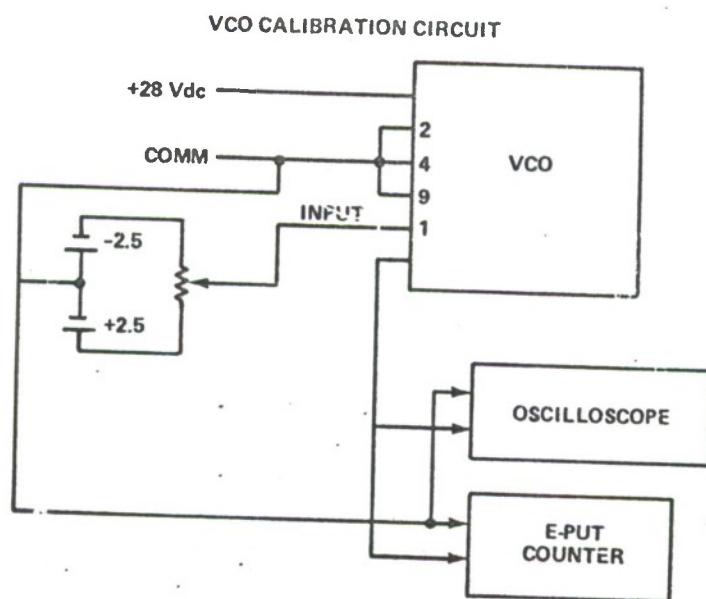 VCO CALIBRATION CIRCUIT
+28 Vdc
COMM
2
4
9
1
VCO
INPUT
-2.5
+2.5
OSCILLOSCOPE
E-PUT
COUNTER